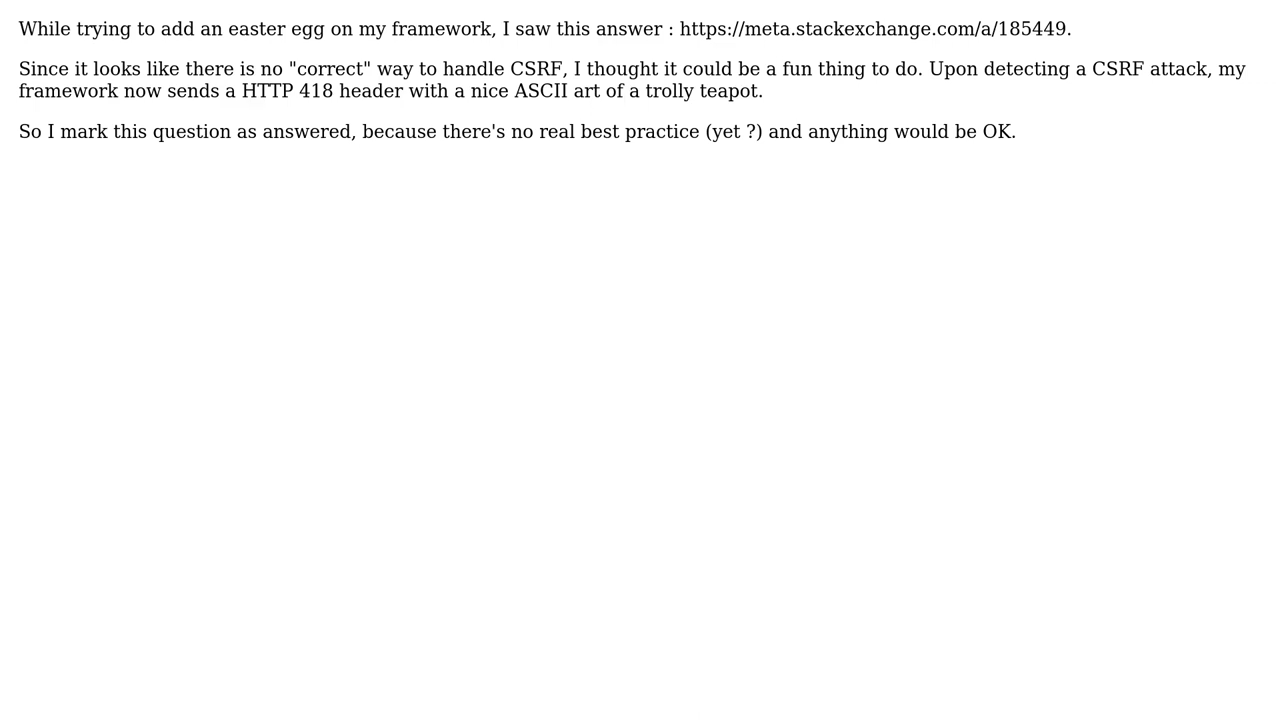 While trying to add an easter egg on my framework, I saw this answer : https://meta.stackexchange.com/a/185449.
Since it looks like there is no "correct" way to handle CSRF, I thought it could be a fun thing to do. Upon detecting a CSRF attack, my
framework now sends a HTTP 418 header with a nice ASCII art of a trolly teapot.
So I mark this question as answered, because there's no real best practice (yet ?) and anything would be OK.